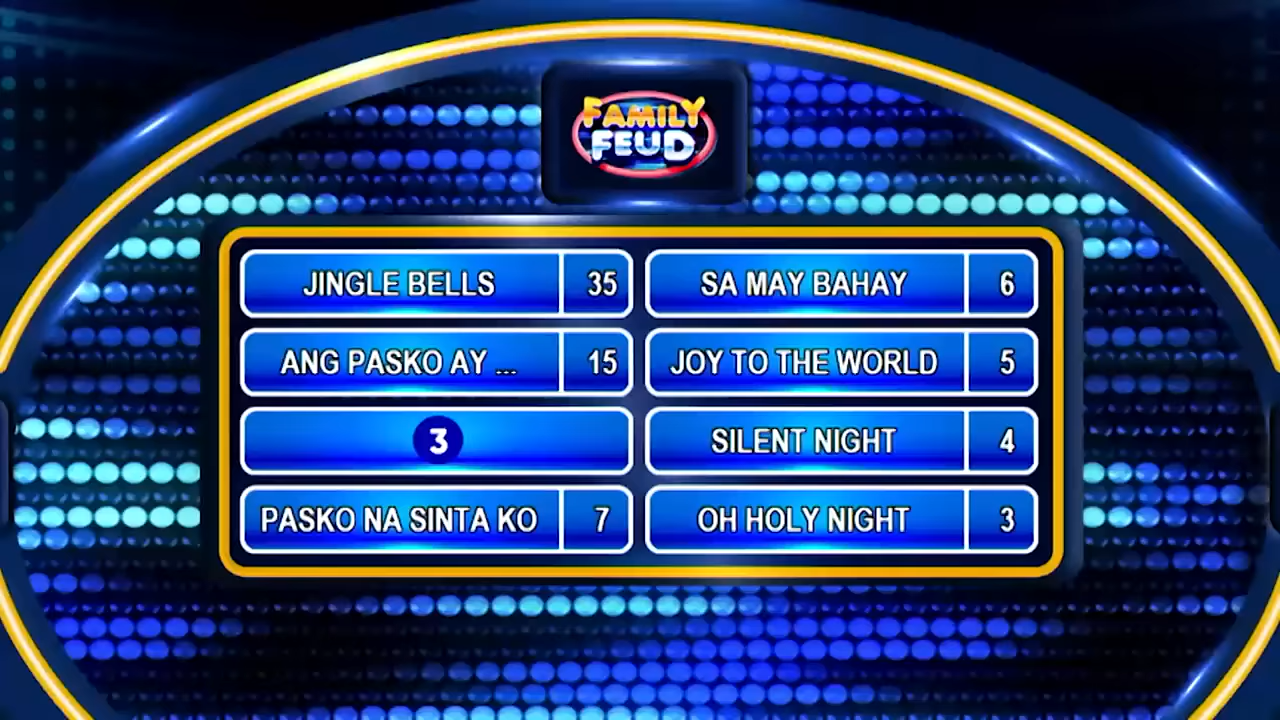 FAMILY
FEUD
JINGLE BELLS 35
ANG PASKO AY ... 15
3
PASKO NA SINTA KO 7
SA MAY BAHAY 6
JOY TO THE WORLD 5
SILENT NIGHT 4
OH HOLY NIGHT 3